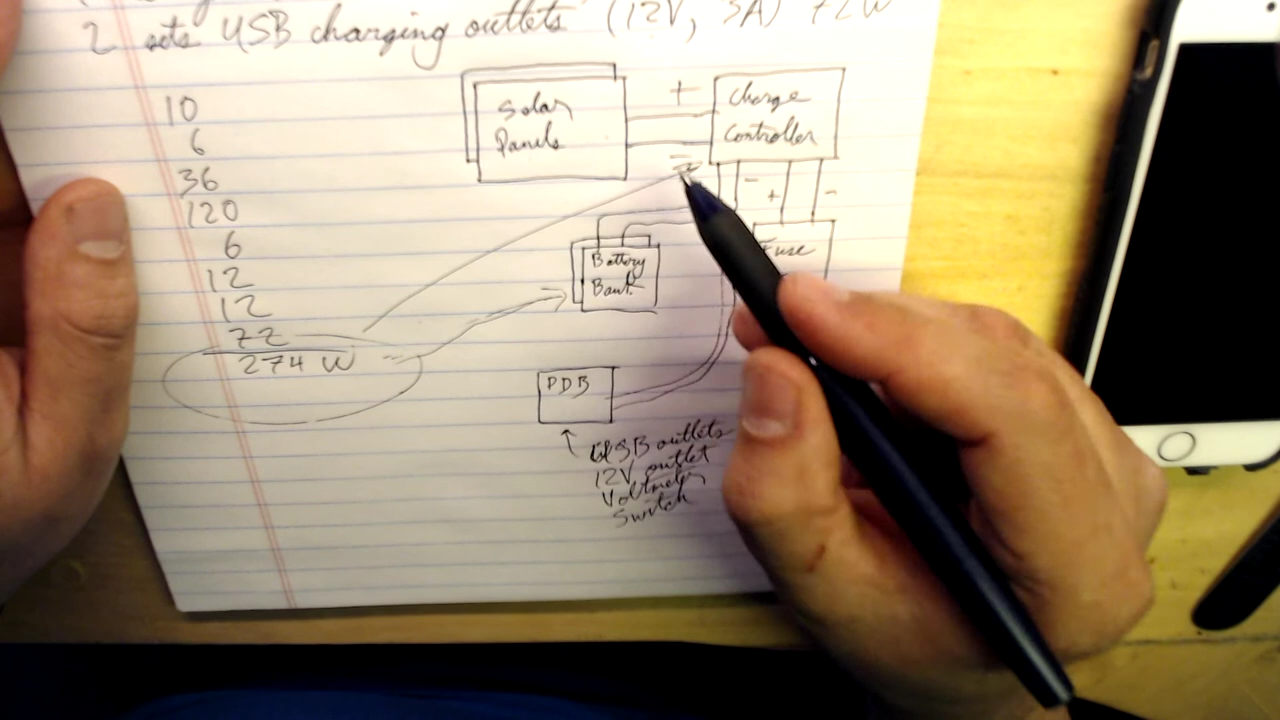 2 sets USB charging outlets (12V, 3A) 72W
10
6
36
120
6
12
12
72
274 W
Solar
Panels
+
-
Charge
Controller
-
+
-
Fuse
Battery
Bank
PDB
USB outlets
12V outlet
Voltmeter
Switch